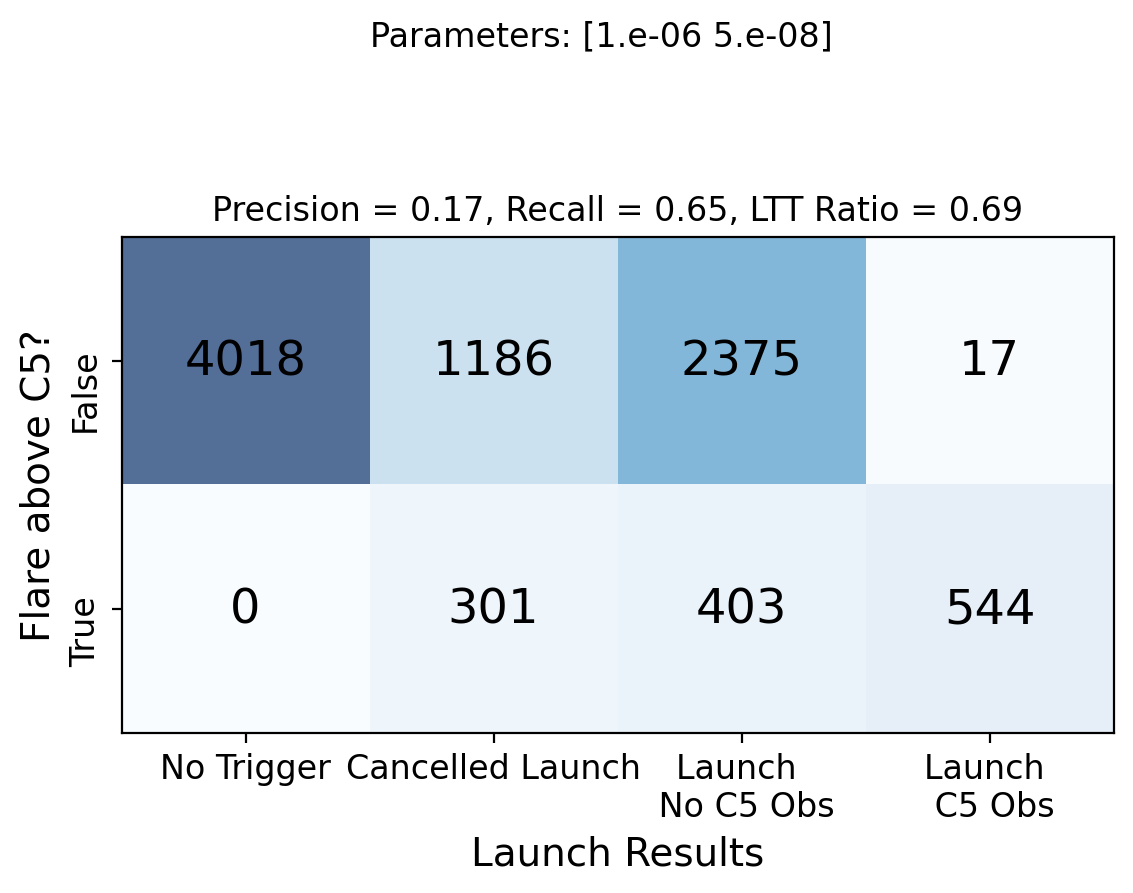 Parameters: [1.e-06 5.e-08]
Precision = 0.17, Recall = 0.65, LTT Ratio = 0.69
Flare above C5?
False
4018 1186 2375 17
True
0 301 403 544
No Trigger Cancelled Launch Launch Launch
No C5 Obs C5 Obs
Launch Results